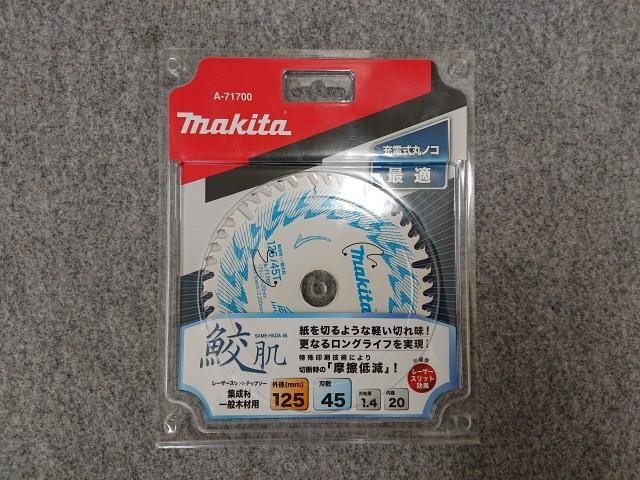 A-71700
makita
充電式丸ノコ
最適
125/45T
makita
鮫肌
SAME-HADA 45
紙を切るような軽い切れ味!
更なるロングライフを実現!
特殊印刷技術により
切断時の「摩擦低減」!
レーザースリットチップソー
集成材
一般木材用
外径(mm)
125
刃数
45
1.4
内径
20
レーザー
スリット
効果